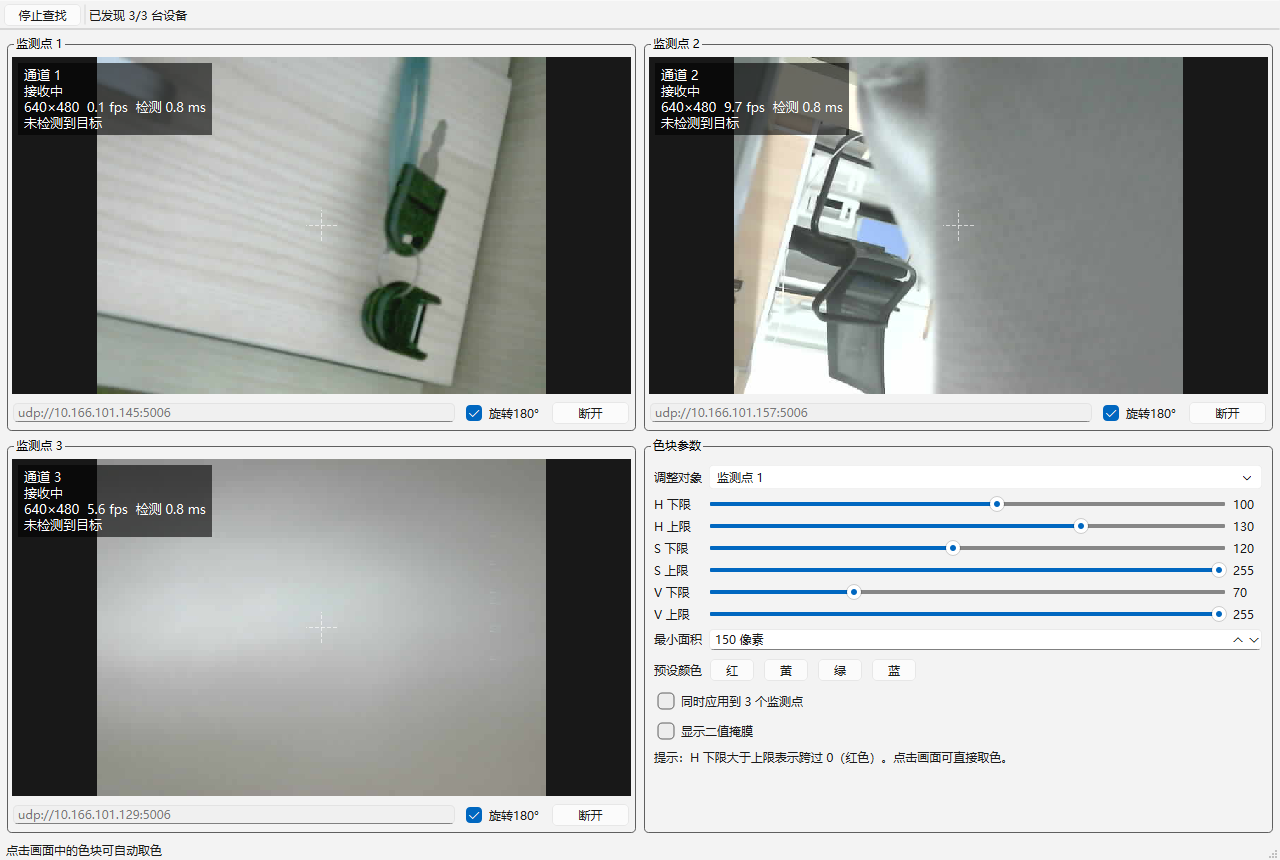 停止查找
已发现 3/3 台设备
监测点 1
通道 1
接收中
640×480 0.1 fps 检测 0.8 ms
未检测到目标
udp://10.166.101.145:5006
旋转180°
断开
监测点 2
通道 2
接收中
640×480 9.7 fps 检测 0.8 ms
未检测到目标
udp://10.166.101.157:5006
旋转180°
断开
监测点 3
通道 3
接收中
640×480 5.6 fps 检测 0.8 ms
未检测到目标
udp://10.166.101.129:5006
旋转180°
断开
色块参数
调整对象 监测点 1
H 下限 100
H 上限 130
S 下限 120
S 上限 255
V 下限 70
V 上限 255
最小面积 150 像素
预设颜色 红 黄 绿 蓝
同时应用到 3 个监测点
显示二值掩膜
提示：H 下限大于上限表示跨过 0（红色）。点击画面可直接取色。
点击画面中的色块可自动取色